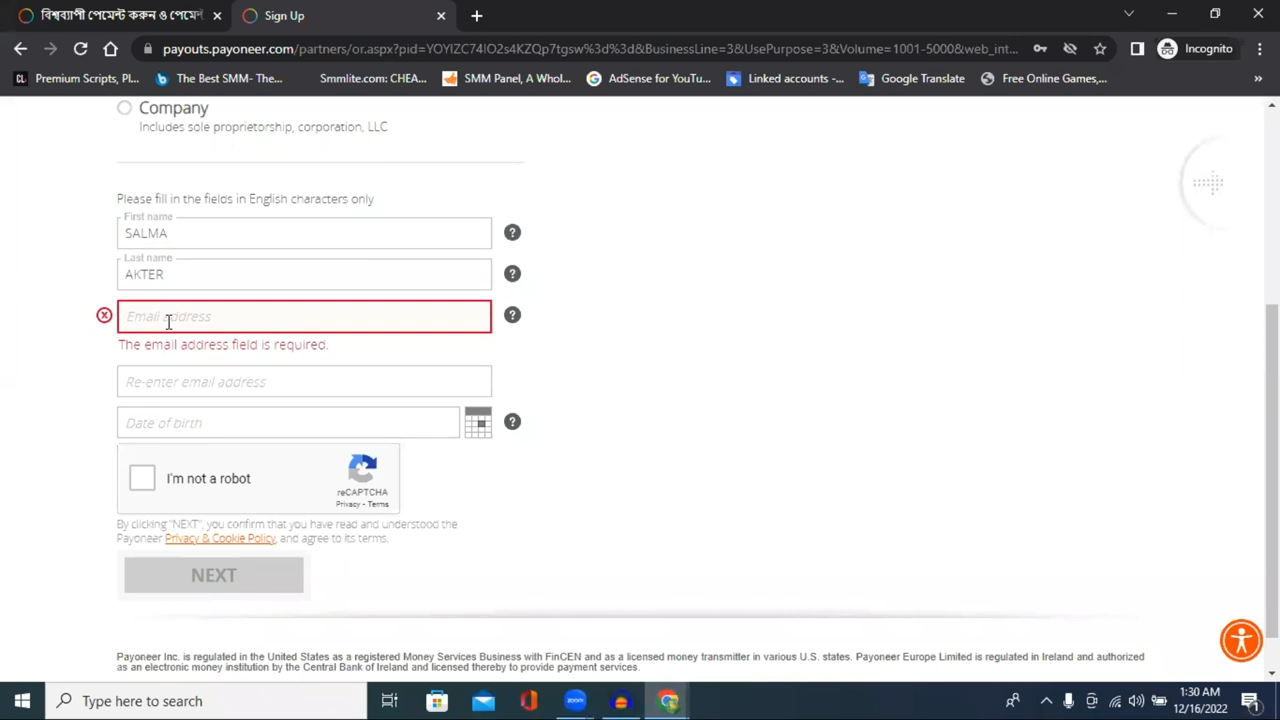 বিশ্বব্যাপী পেমেন্ট করুন ও পেমেন্ট
Sign Up
payouts.payoneer.com/partners/or.aspx?pid=YOYIZC74IO2s4KZQp7tgsw%3d%3d&BusinessLine=3&UsePurpose=3&Volume=1001-5000&web_int...
Incognito
Premium Scripts, Pl...
The Best SMM- The...
Smmlite.com: CHEA...
SMM Panel, A Whol...
AdSense for YouTu...
Linked accounts -...
Google Translate
Free Online Games,...
Company
Includes sole proprietorship, corporation, LLC
Please fill in the fields in English characters only
First name
SALMA
Last name
AKTER
Email address
The email address field is required.
Re-enter email address
Date of birth
I'm not a robot
reCAPTCHA
Privacy - Terms
By clicking "NEXT", you confirm that you have read and understood the
Payoneer Privacy & Cookie Policy, and agree to its terms.
NEXT
Payoneer Inc. is regulated in the United States as a registered Money Services Business with FinCEN and as a licensed money transmitter in various U.S. states. Payoneer Europe Limited is regulated in Ireland and authorized
as an electronic money institution by the Central Bank of Ireland and licensed thereby to provide payment services.
Type here to search
zoom
1:30 AM
12/16/2022